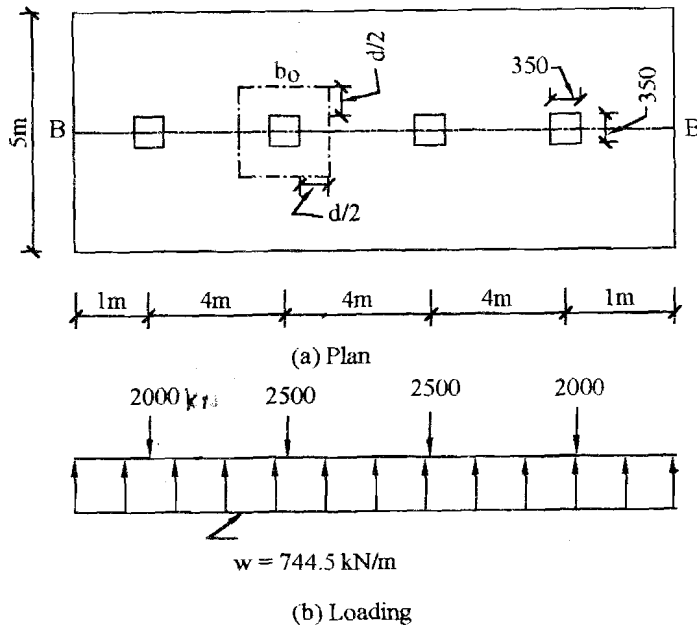 b₀
d/2
350
350
B
B
5m
d/2
1m
4m
4m
4m
1m
(a) Plan
2000
2500
2500
2000
w = 744.5 kN/m
(b) Loading